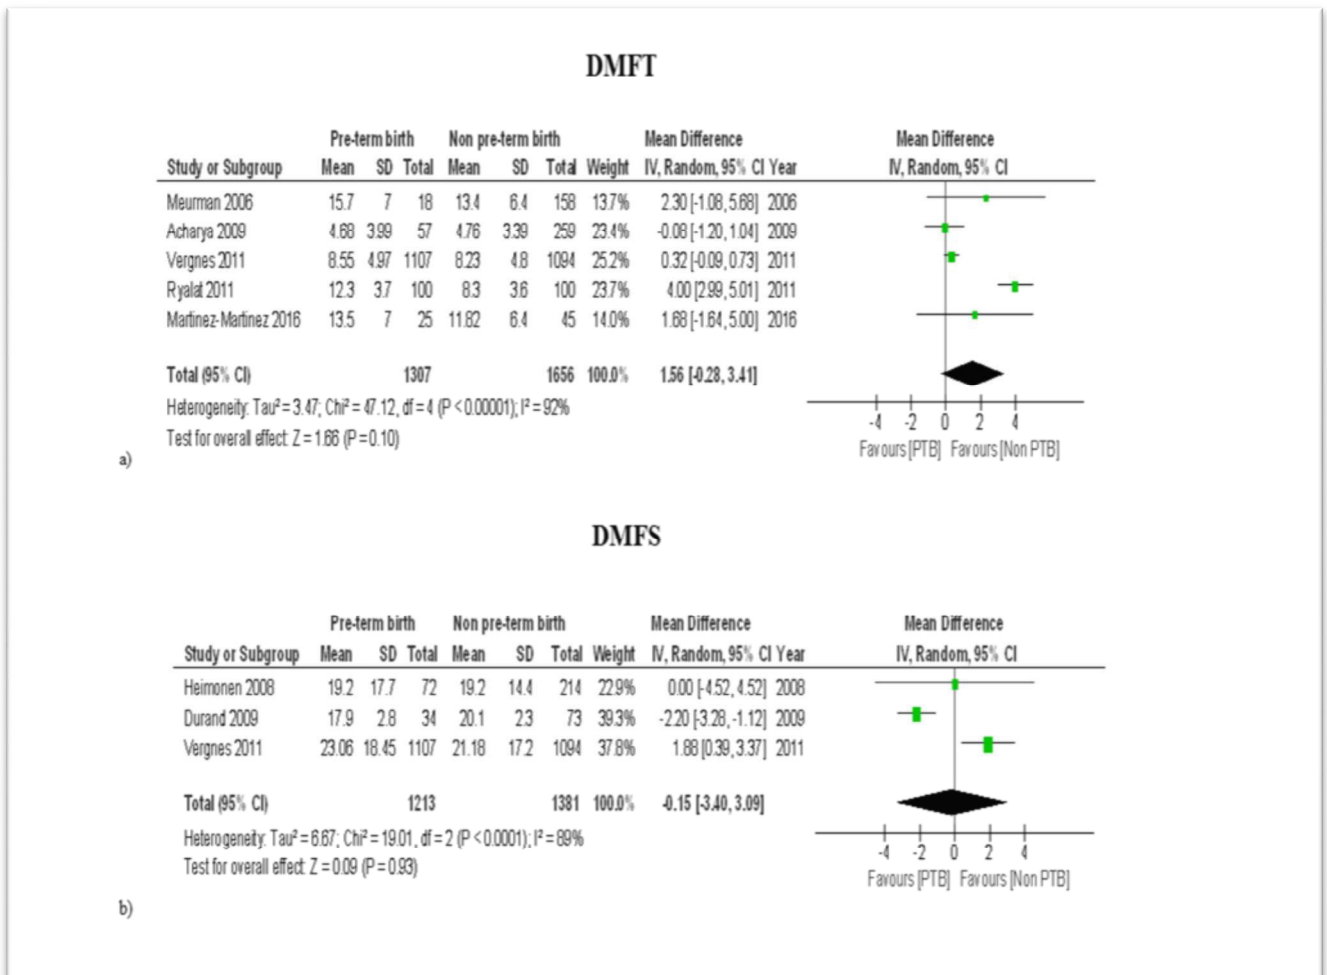 DMFT
Pre-term birth Non pre-term birth Mean Difference Mean Difference
Study or Subgroup Mean SD Total Mean SD Total Weight IV, Random, 95% CI Year IV, Random, 95% CI
Meurman 2006 15.7 7 18 13.4 6.4 158 13.7% 2.30 [-1.08, 5.68] 2006
Acharya 2009 4.68 3.99 57 4.76 3.39 259 23.4% -0.08 [-1.20, 1.04] 2009
Vergnes 2011 8.55 4.97 1107 8.23 4.8 1094 25.2% 0.32 [-0.09, 0.73] 2011
Ryalat 2011 12.3 3.7 100 8.3 3.6 100 23.7% 4.00 [2.99, 5.01] 2011
Martinez-Martinez 2016 13.5 7 25 11.82 6.4 45 14.0% 1.68 [-1.64, 5.00] 2016
Total (95% CI) 1307 1656 100.0% 1.56 [-0.28, 3.41]
Heterogeneity: Tau² = 3.47; Chi² = 47.12, df = 4 (P < 0.00001); I² = 92%
Test for overall effect: Z = 1.66 (P = 0.10)
-4 -2 0 2 4
Favours [PTB] Favours [Non PTB]
a)
DMFS
Pre-term birth Non pre-term birth Mean Difference Mean Difference
Study or Subgroup Mean SD Total Mean SD Total Weight IV, Random, 95% CI Year IV, Random, 95% CI
Heimonen 2008 19.2 17.7 72 19.2 14.4 214 22.9% 0.00 [-4.52, 4.52] 2008
Durand 2009 17.9 2.8 34 20.1 2.3 73 39.3% -2.20 [-3.28, -1.12] 2009
Vergnes 2011 23.06 18.45 1107 21.18 17.2 1094 37.8% 1.88 [0.39, 3.37] 2011
Total (95% CI) 1213 1381 100.0% -0.15 [-3.40, 3.09]
Heterogeneity: Tau² = 6.67; Chi² = 19.01, df = 2 (P < 0.0001); I² = 89%
Test for overall effect: Z = 0.09 (P = 0.93)
-4 -2 0 2 4
Favours [PTB] Favours [Non PTB]
b)